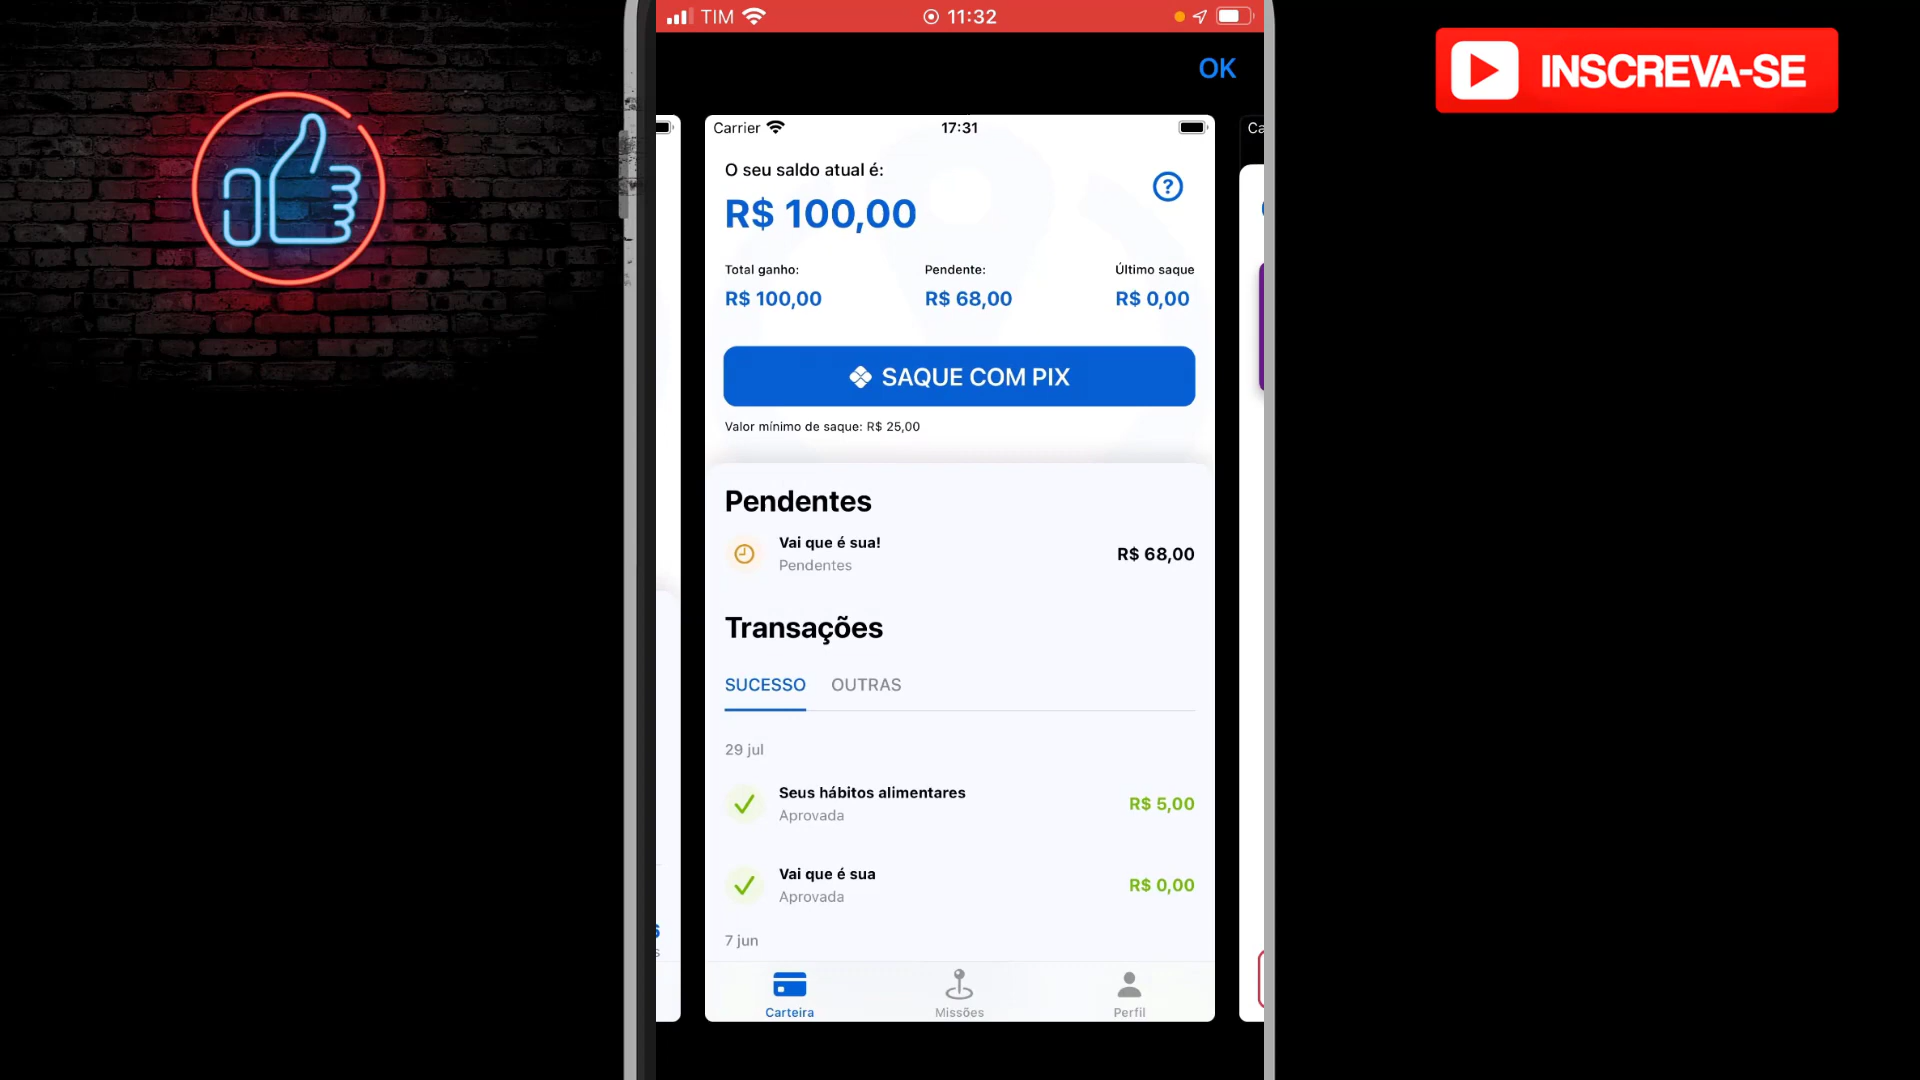 TIM 11:32
OK
INSCREVA-SE
Carrier 17:31
Ca
O seu saldo atual é:
?
R$ 100,00
Total ganho: Pendente: Último saque
R$ 100,00 R$ 68,00 R$ 0,00
SAQUE COM PIX
Valor mínimo de saque: R$ 25,00
Pendentes
Vai que é sua!
R$ 68,00
Pendentes
Transações
SUCESSO OUTRAS
29 jul
Seus hábitos alimentares
R$ 5,00
Aprovada
Vai que é sua
R$ 0,00
Aprovada
7 jun
Carteira Missões Perfil